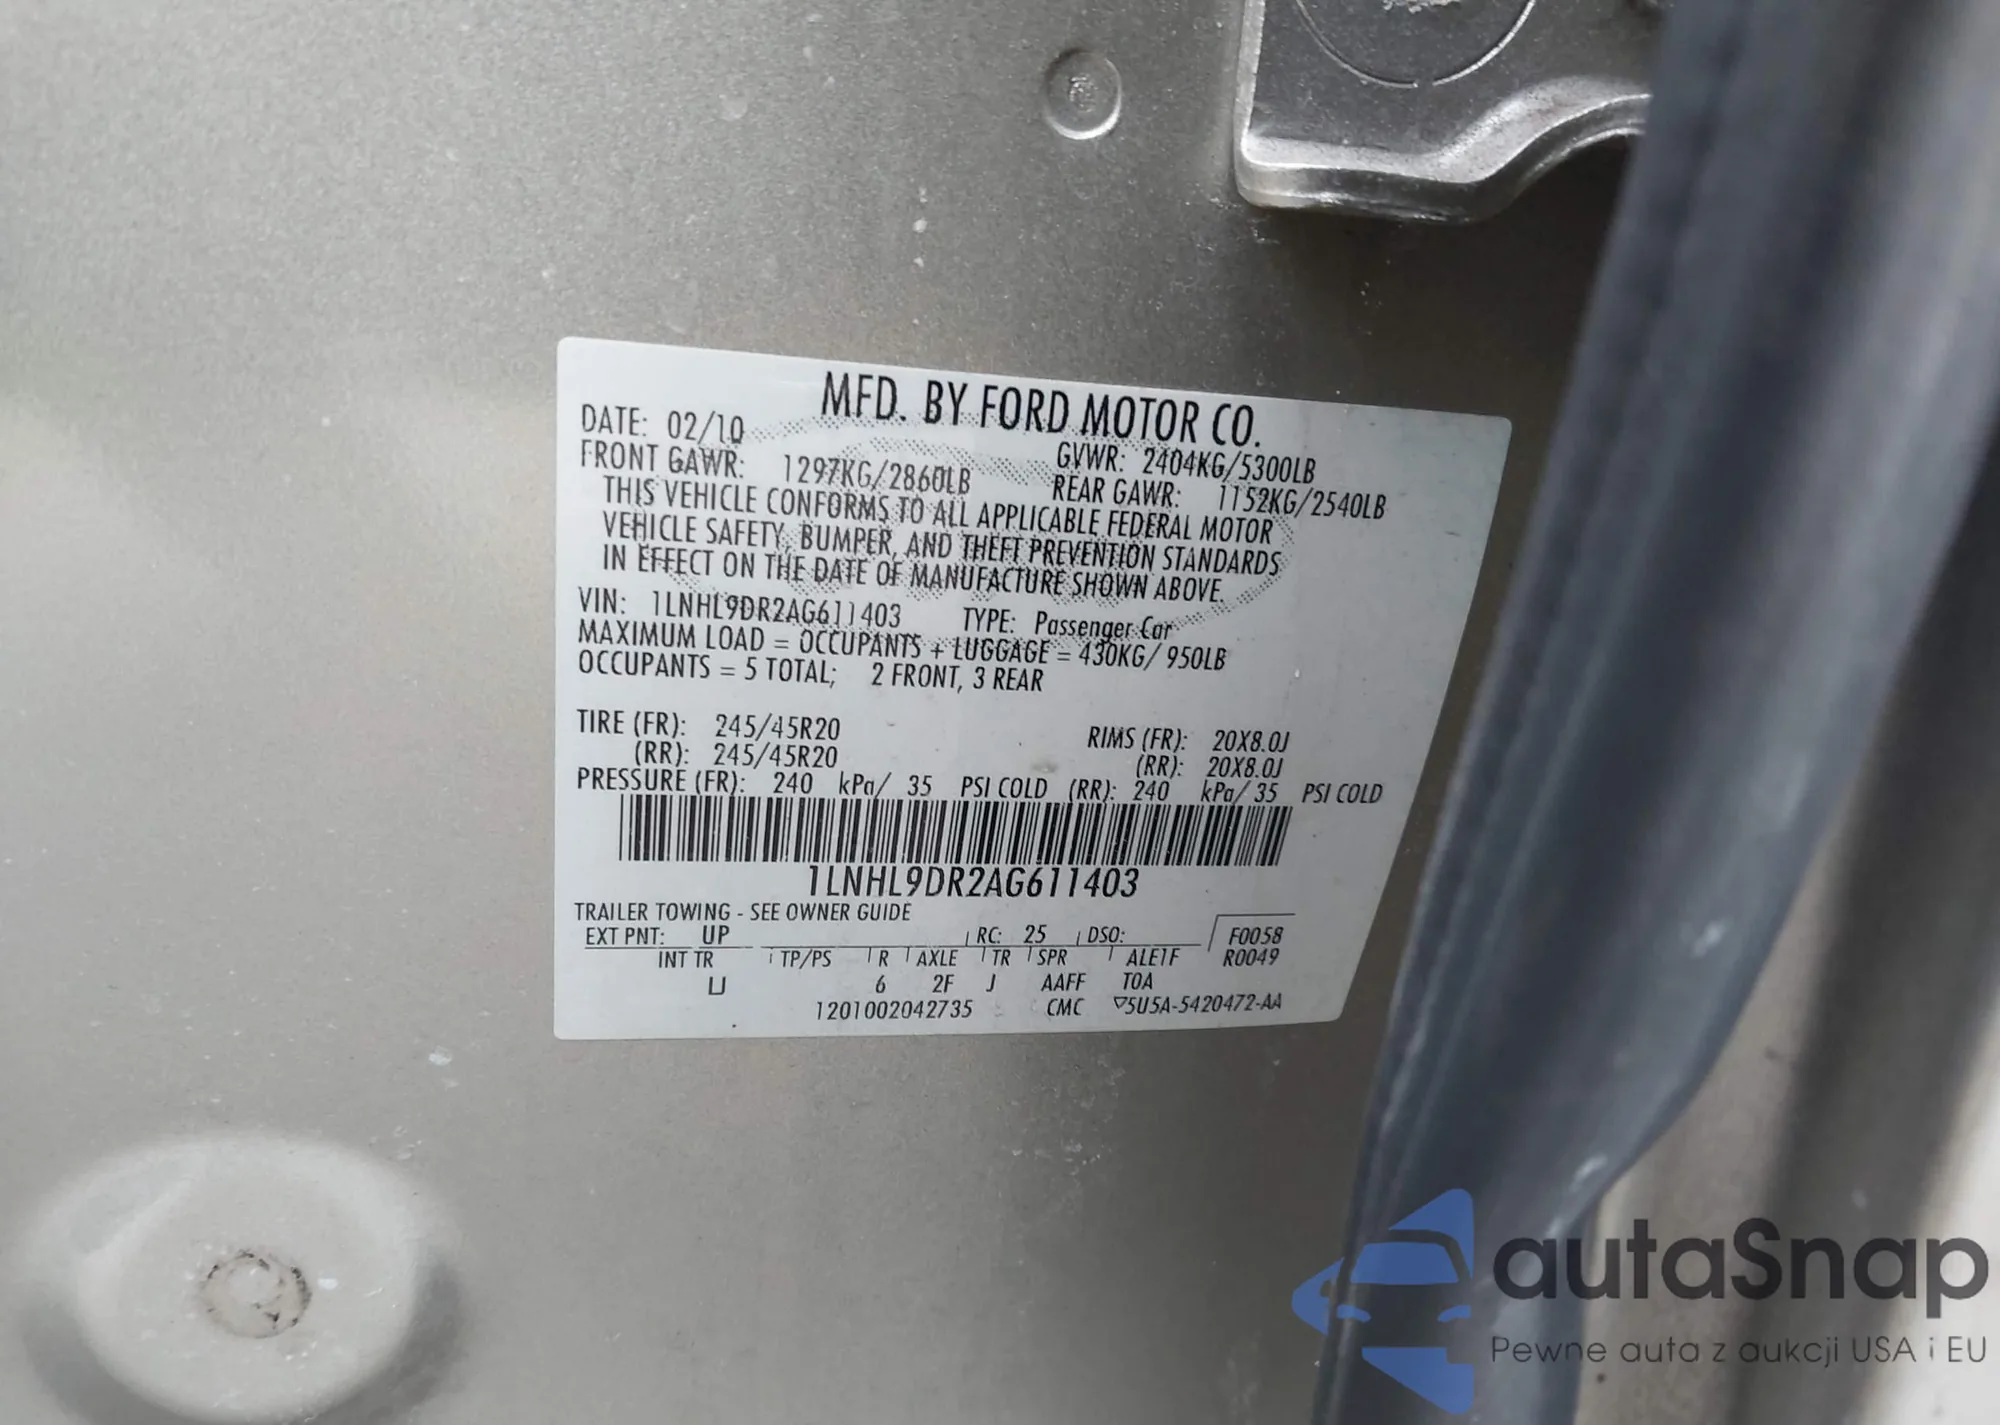 MFD. BY FORD MOTOR CO.
DATE: 02/10 GVWR: 2404KG/5300LB
FRONT GAWR: 1297KG/2860LB REAR GAWR: 1152KG/2540LB
THIS VEHICLE CONFORMS TO ALL APPLICABLE FEDERAL MOTOR
VEHICLE SAFETY, BUMPER, AND THEFT PREVENTION STANDARDS
IN EFFECT ON THE DATE OF MANUFACTURE SHOWN ABOVE.
VIN: 1LNHL9DR2AG611403 TYPE: Passenger Car
MAXIMUM LOAD = OCCUPANTS + LUGGAGE = 430KG/ 950LB
OCCUPANTS = 5 TOTAL; 2 FRONT, 3 REAR
TIRE (FR): 245/45R20 RIMS (FR): 20X8.0J
(RR): 245/45R20 (RR): 20X8.0J
PRESSURE (FR): 240 kPa/ 35 PSI COLD (RR): 240 kPa/ 35 PSI COLD
1LNHL9DR2AG611403
TRAILER TOWING - SEE OWNER GUIDE
EXT PNT: UP RC: 25 DSO: F0058
INT TR TP/PS R AXLE TR SPR ALE1F R0049
U 6 2F J AAFF T0A
1201002042735 CMC ▽5U5A-5420472-AA
autaSnap
Pewne auta z aukcji USA i EU